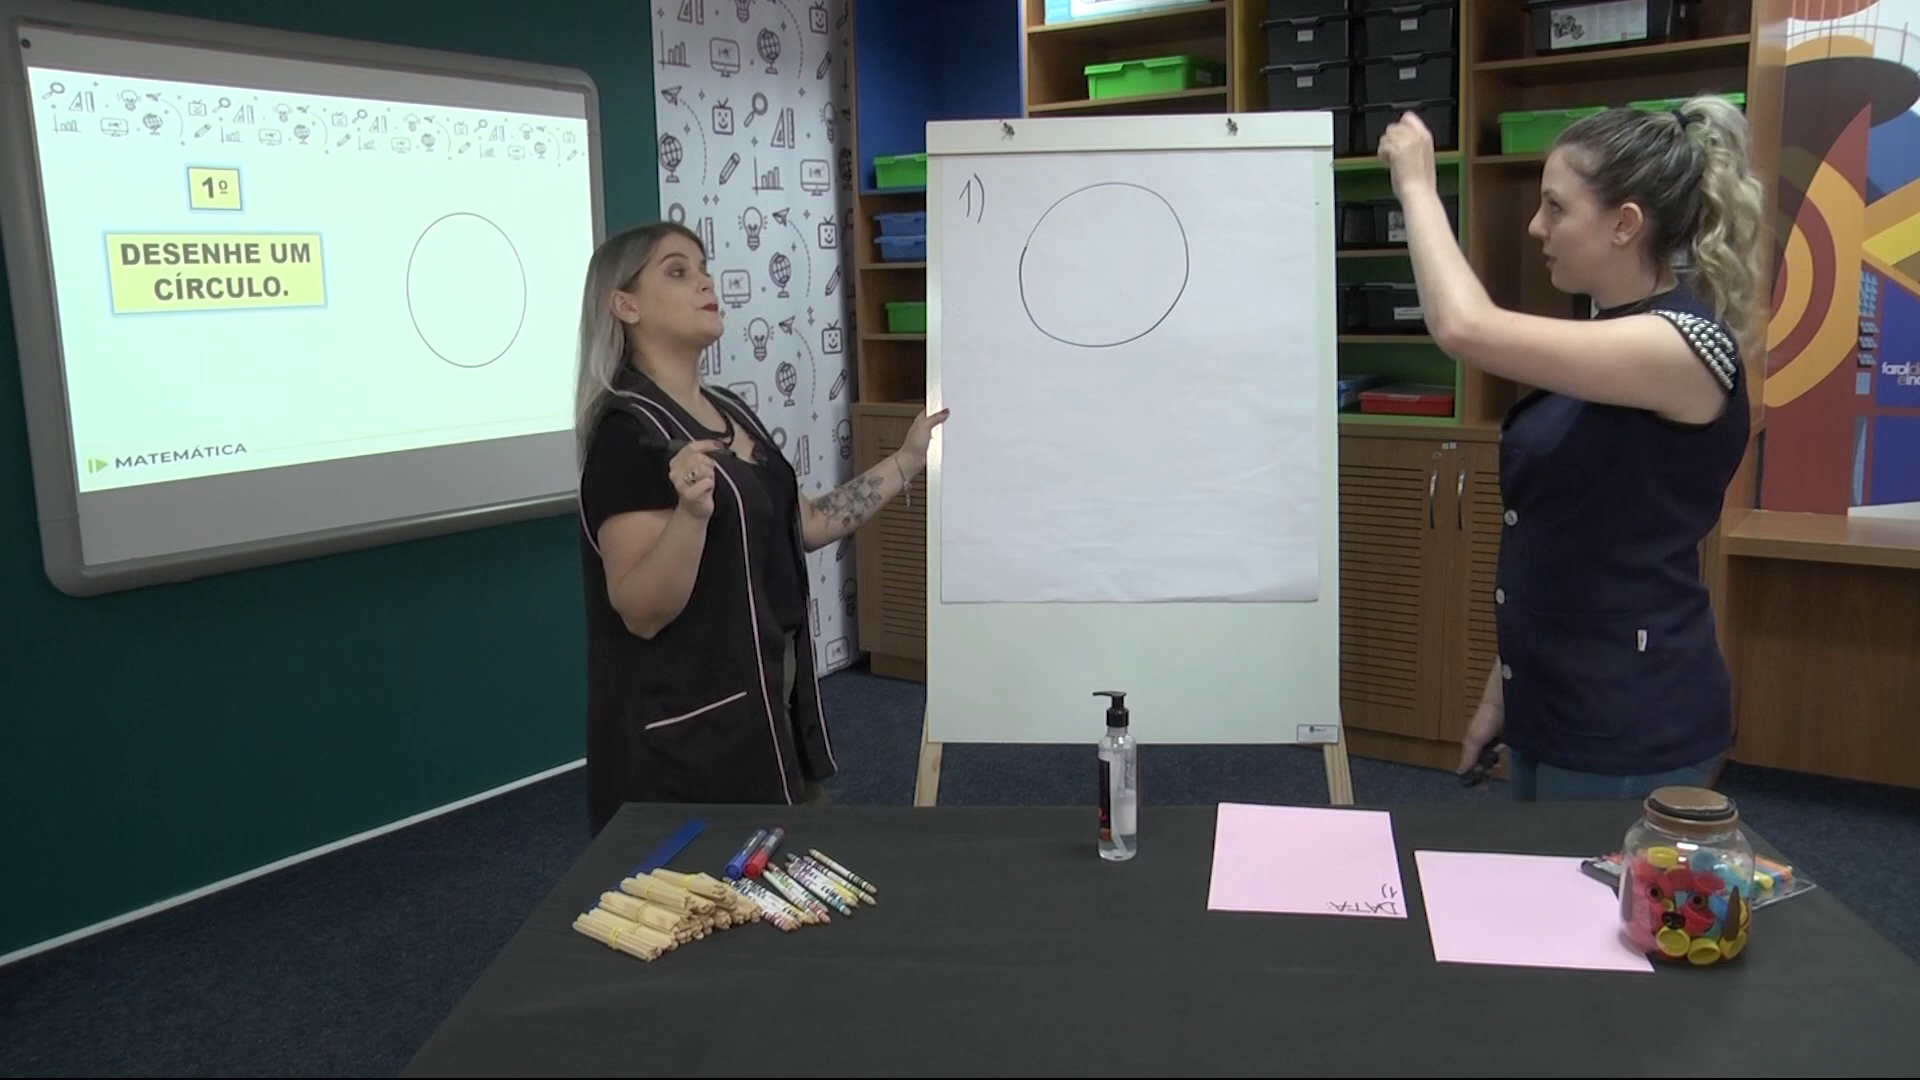 1º
DESENHE UM
CÍRCULO.
MATEMÁTICA
1)
DATA:
1)